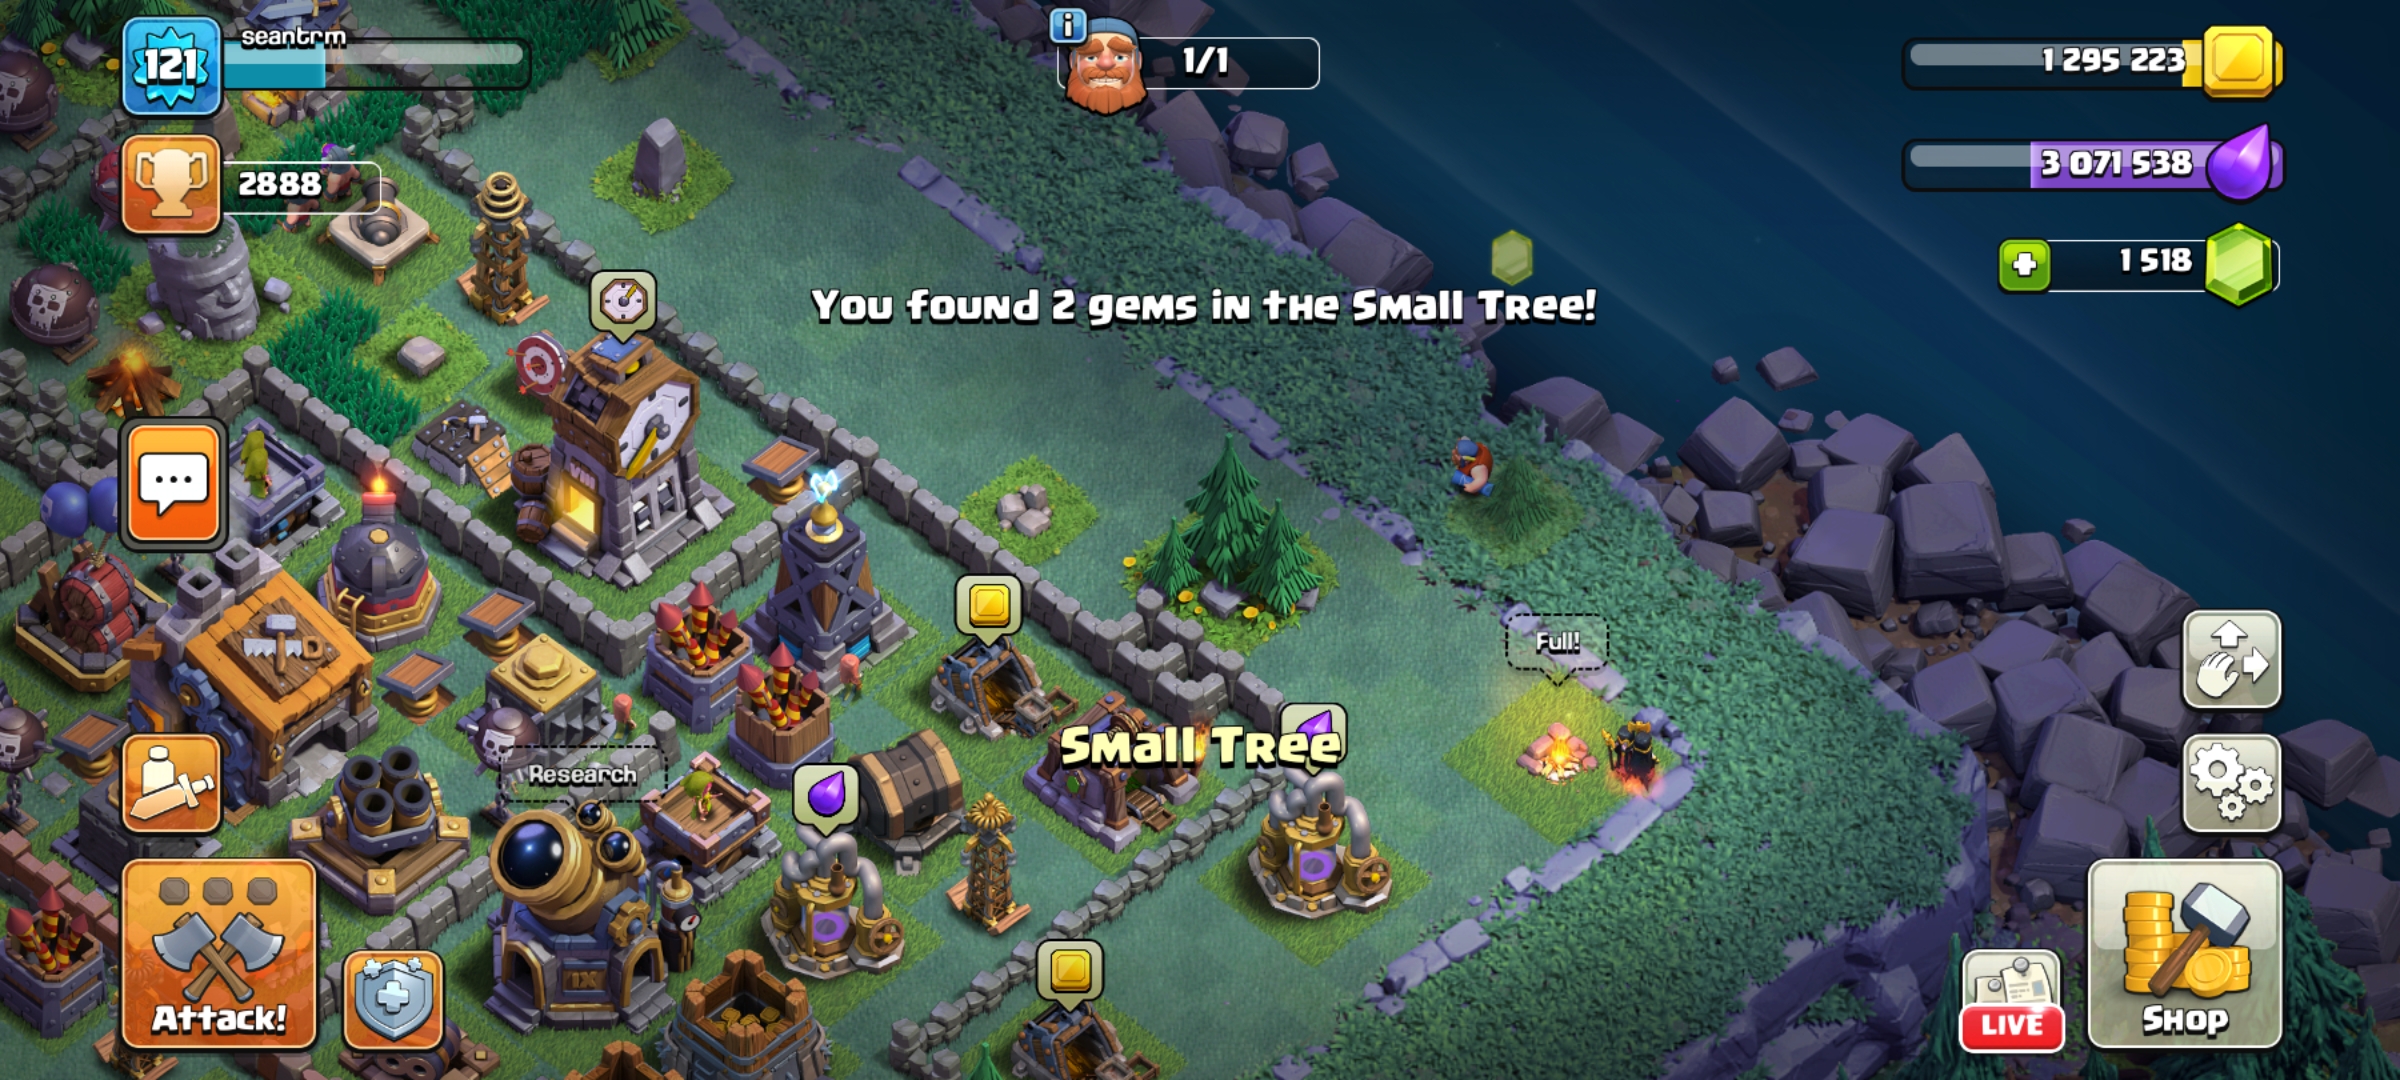 seantrm
121
1/1
1 295 223
2888
3 071 538
1 518
You found 2 gems in the Small Tree!
Full!
Small Tree
Research
Attack!
LIVE
Shop